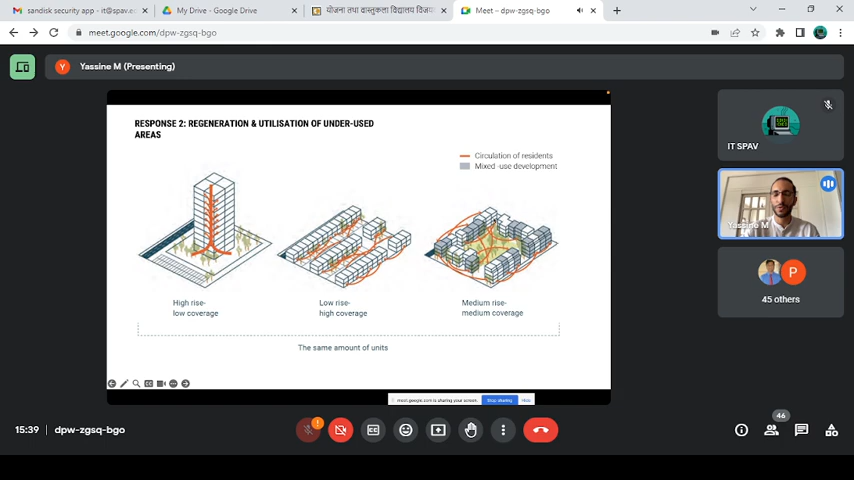 sandisk security app - it@spav.ec
My Drive - Google Drive
योजना तथा वास्तुकला विद्यालय विजय
Meet – dpw-zgsq-bgo
meet.google.com/dpw-zgsq-bgo
Y
Yassine M (Presenting)
RESPONSE 2: REGENERATION & UTILISATION OF UNDER-USED
AREAS
Circulation of residents
Mixed -use development
High rise-
low coverage
Low rise-
high coverage
Medium rise-
medium coverage
The same amount of units
meet.google.com is sharing your screen.
Stop sharing
Hide
IT SPAV
Yassine M
P
45 others
15:39
dpw-zgsq-bgo
46